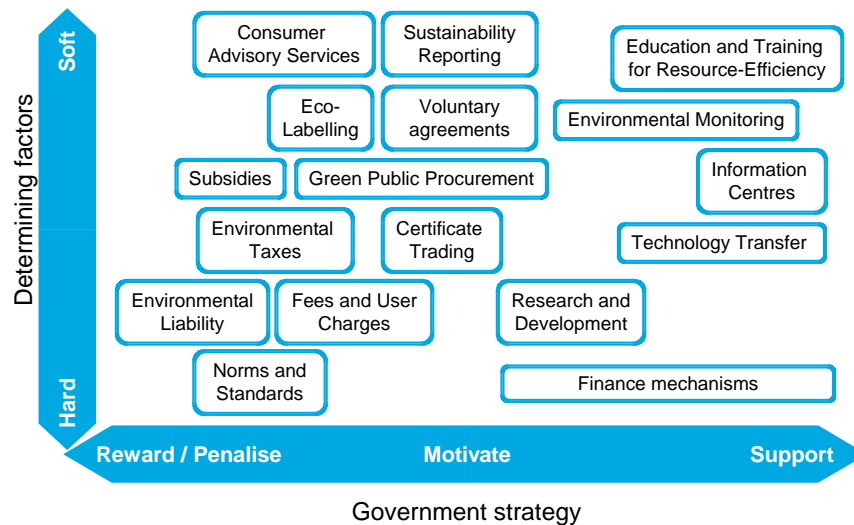 Soft
Determining factors
Hard
Consumer
Advisory Services
Sustainability
Reporting
Education and Training
for Resource-Efficiency
Eco-
Labelling
Voluntary
agreements
Environmental Monitoring
Subsidies
Green Public Procurement
Information
Centres
Environmental
Taxes
Certificate
Trading
Technology Transfer
Environmental
Liability
Fees and User
Charges
Research and
Development
Norms and
Standards
Finance mechanisms
Reward / Penalise
Motivate
Support
Government strategy